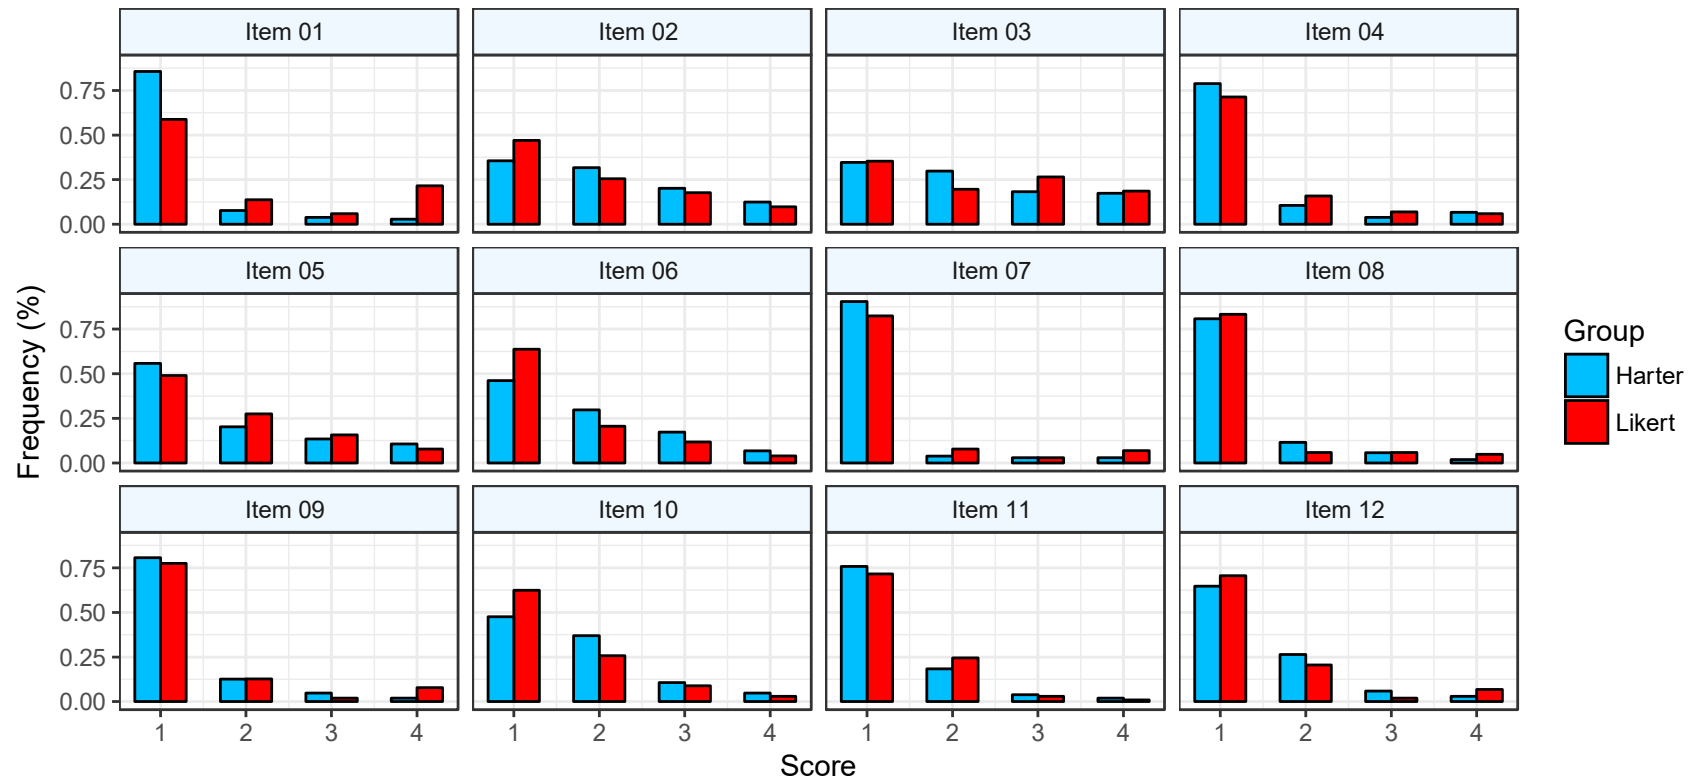 Item 01
Item 02
Item 03
Item 04
0.75
0.50
0.25
0.00
Item 05
Item 06
Item 07
Item 08
0.75
0.50
0.25
0.00
Item 09
Item 10
Item 11
Item 12
0.75
0.50
0.25
0.00
1 2 3 4
1 2 3 4
1 2 3 4
1 2 3 4
Score
Frequency (%)
Group
Harter
Likert